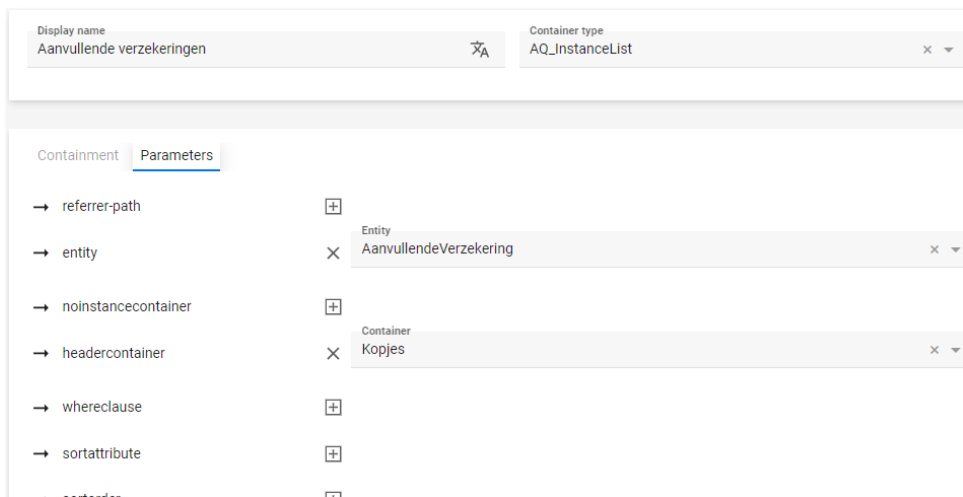 Display name
Aanvullende verzekeringen
Container type
AQ_InstanceList
Containment Parameters
referrer-path
entity
Entity
AanvullendeVerzekering
noinstancecontainer
headercontainer
Container
Kopjes
whereclause
sortattribute